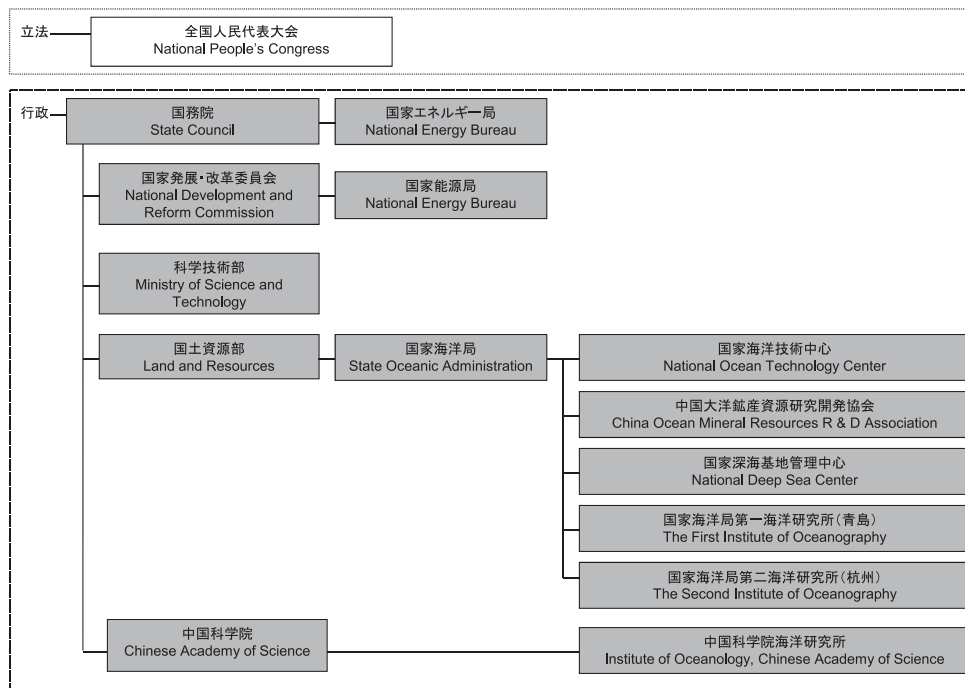 立法
全国人民代表大会
National People's Congress
行政
国務院
State Council
国家エネルギー局
National Energy Bureau
国家発展・改革委員会
National Development and
Reform Commission
国家能源局
National Energy Bureau
科学技術部
Ministry of Science and
Technology
国土資源部
Land and Resources
国家海洋局
State Oceanic Administration
国家海洋技術中心
National Ocean Technology Center
中国大洋鉱産資源研究開発協会
China Ocean Mineral Resources R & D Association
国家深海基地管理中心
National Deep Sea Center
国家海洋局第一海洋研究所(青島)
The First Institute of Oceanography
国家海洋局第二海洋研究所(杭州)
The Second Institute of Oceanography
中国科学院
Chinese Academy of Science
中国科学院海洋研究所
Institute of Oceanology, Chinese Academy of Science